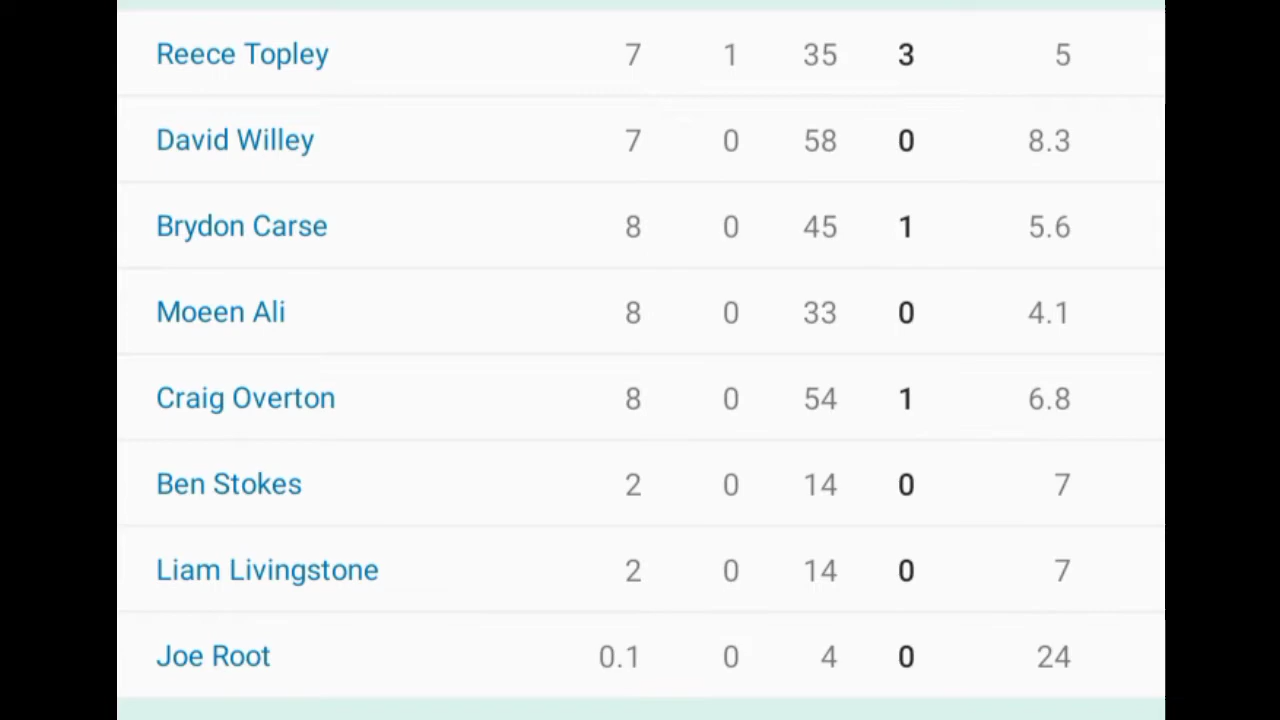 Reece Topley 7 1 35 3 5
David Willey 7 0 58 0 8.3
Brydon Carse 8 0 45 1 5.6
Moeen Ali 8 0 33 0 4.1
Craig Overton 8 0 54 1 6.8
Ben Stokes 2 0 14 0 7
Liam Livingstone 2 0 14 0 7
Joe Root 0.1 0 4 0 24